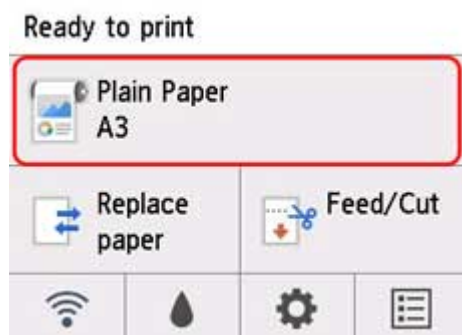 Ready to print
Plain Paper
A3
Replace
paper
Feed/Cut